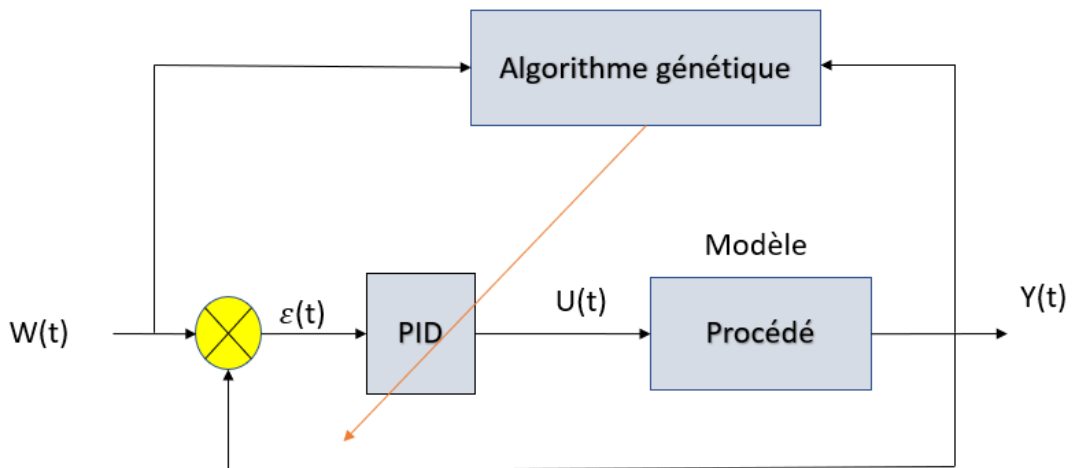 Algorithme génétique
Modèle
W(t)
ε(t)
PID
U(t)
Procédé
Y(t)